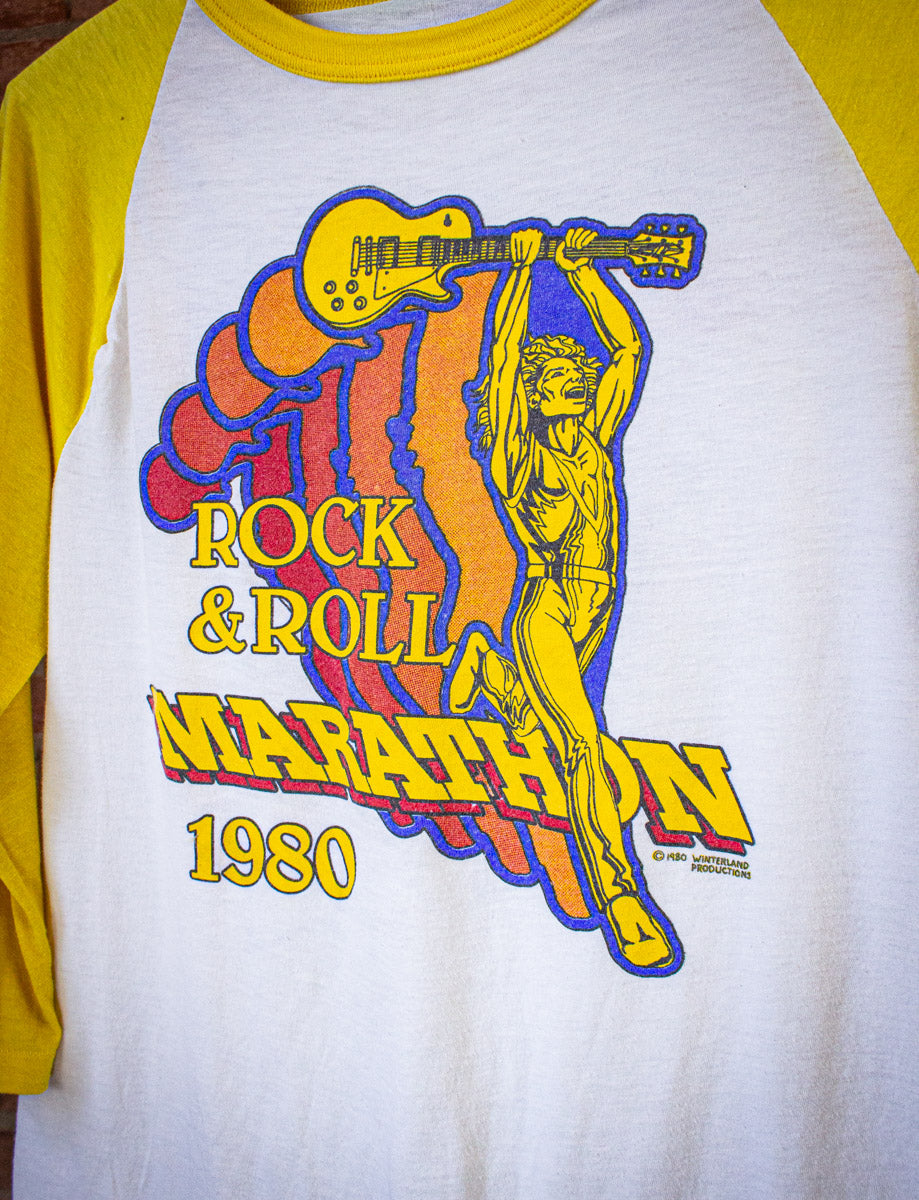 ROCK
& ROLL
MARATHON
1980
© 1980 WINTERLAND
PRODUCTIONS